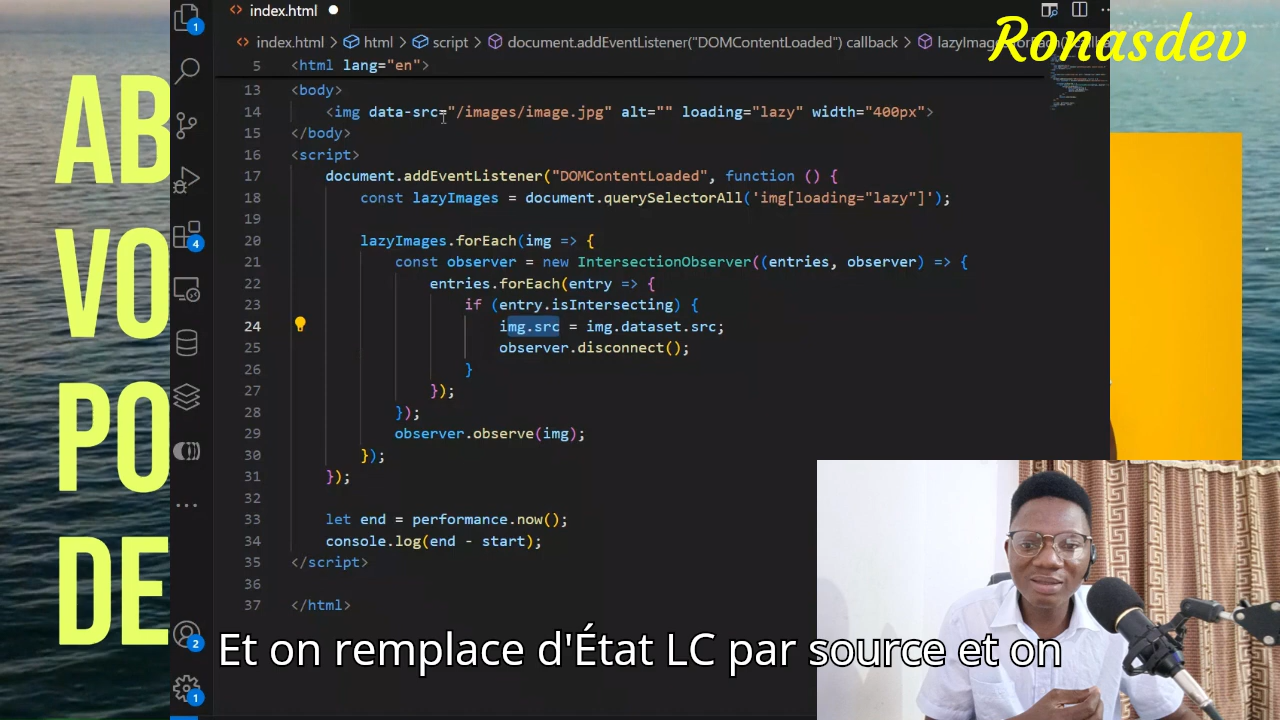 index.html
Ronasdev
index.html > html > script > document.addEventListener("DOMContentLoaded") callback
5 <html lang="en">
13 <body>
14 <img data-src="/images/image.jpg" alt="" loading="lazy" width="400px">
15 </body>
16 <script>
17 document.addEventListener("DOMContentLoaded", function () {
18 const lazyImages = document.querySelectorAll('img[loading="lazy"]');
19
20 lazyImages.forEach(img => {
21 const observer = new IntersectionObserver((entries, observer) => {
22 entries.forEach(entry => {
23 if (entry.isIntersecting) {
24 img.src = img.dataset.src;
25 observer.disconnect();
26 }
27 });
28 });
29 observer.observe(img);
30 });
31 });
32
33 let end = performance.now();
34 console.log(end - start);
35 </script>
36
37 </html>
AB
VO
PO
DE
1
4
2
1
Et on remplace d'État LC par source et on